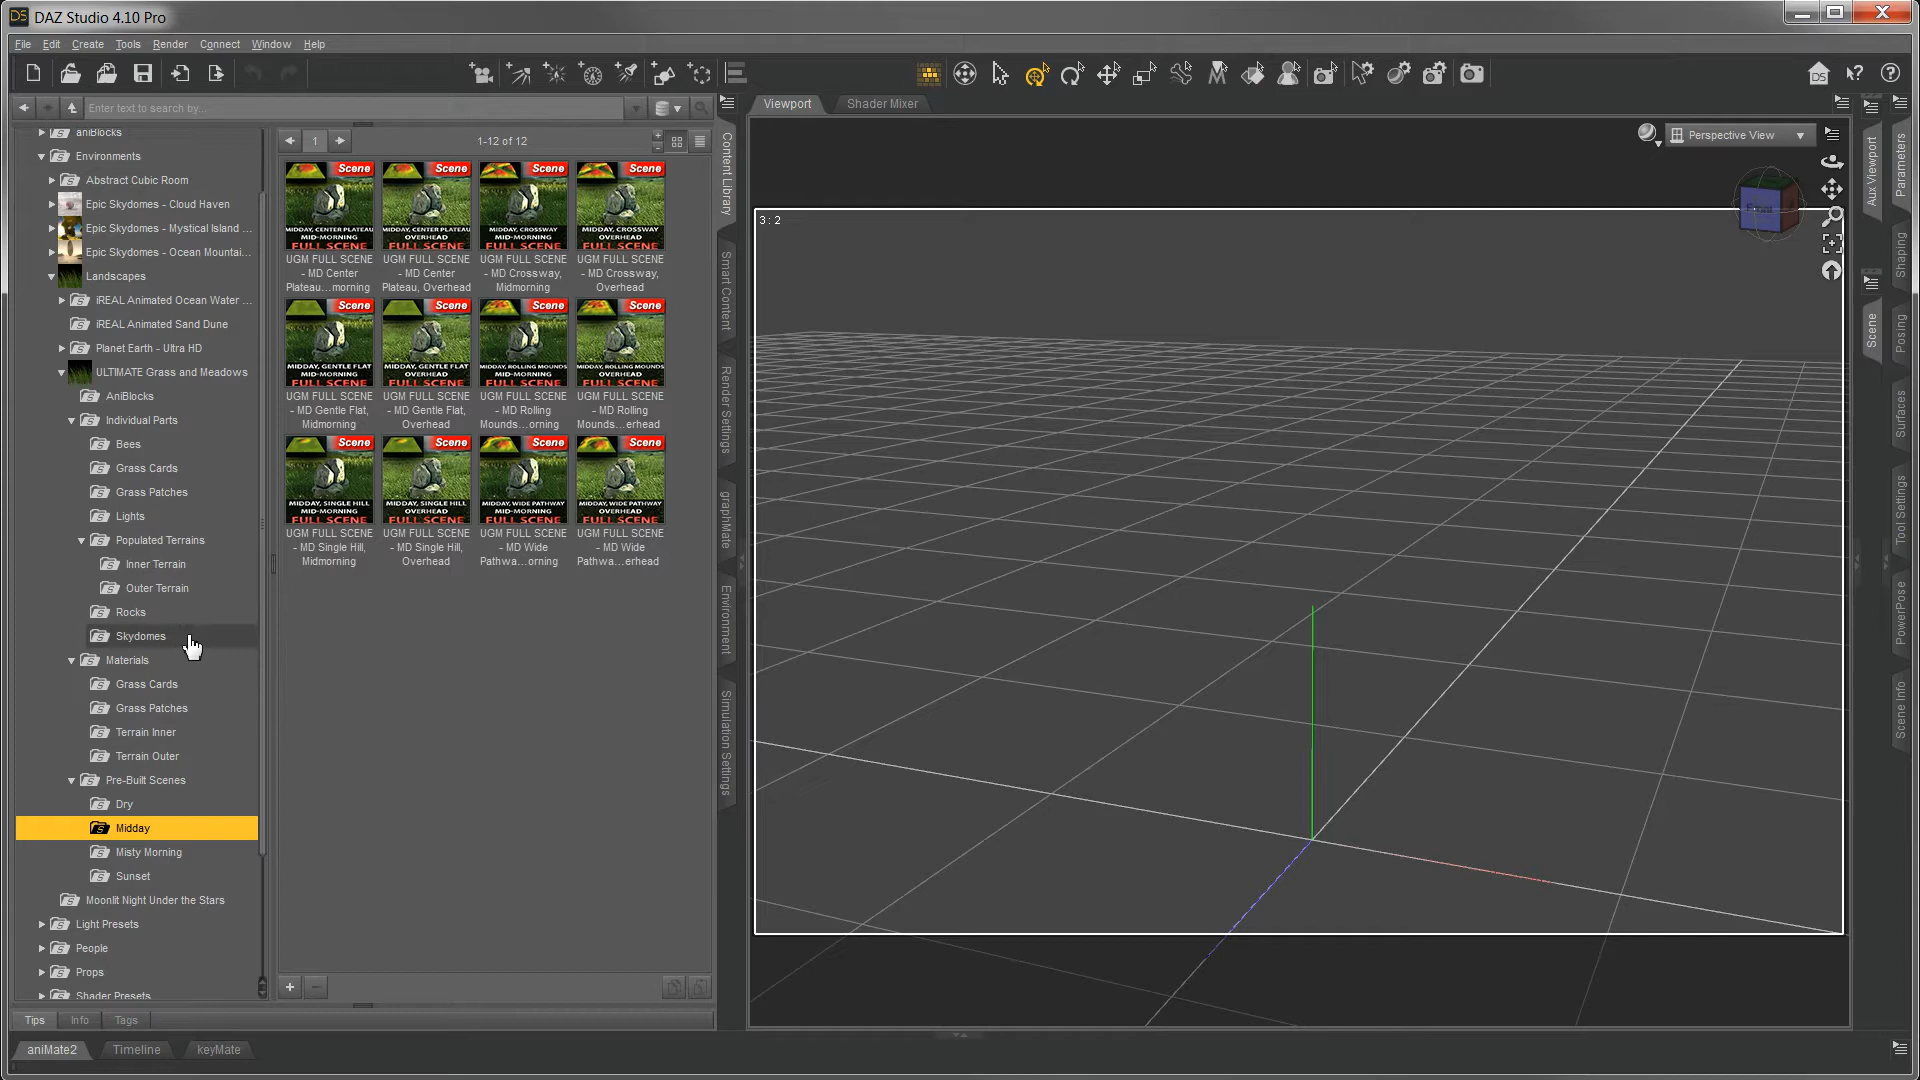 DAZ Studio 4.10 Pro
File Edit Create Tools Render Connect Window Help
Enter text to search by...
aniBlocks
Environments
Abstract Cubic Room
Epic Skydomes - Cloud Haven
Epic Skydomes - Mystical Island ...
Epic Skydomes - Ocean Mountai...
Landscapes
iREAL Animated Ocean Water ...
iREAL Animated Sand Dune
Planet Earth - Ultra HD
ULTIMATE Grass and Meadows
AniBlocks
Individual Parts
Bees
Grass Cards
Grass Patches
Lights
Populated Terrains
Inner Terrain
Outer Terrain
Rocks
Skydomes
Materials
Grass Cards
Grass Patches
Terrain Inner
Terrain Outer
Pre-Built Scenes
Dry
Midday
Misty Morning
Sunset
Moonlit Night Under the Stars
Light Presets
People
Props
Shader Presets
1
1-12 of 12
Scene Scene Scene Scene
MIDDAY, CENTER PLATEAU MIDDAY, CENTER PLATEAU MIDDAY, CROSSWAY MIDDAY, CROSSWAY
MID-MORNING OVERHEAD MID-MORNING OVERHEAD
FULL SCENE FULL SCENE FULL SCENE FULL SCENE
UGM FULL SCENE UGM FULL SCENE UGM FULL SCENE UGM FULL SCENE
- MD Center - MD Center - MD Crossway, - MD Crossway,
Plateau...morning Plateau, Overhead Midmorning Overhead
Scene Scene Scene Scene
MIDDAY, GENTLE FLAT MIDDAY, GENTLE FLAT MIDDAY, ROLLING MOUNDS MIDDAY, ROLLING MOUNDS
MID-MORNING OVERHEAD MID-MORNING OVERHEAD
FULL SCENE FULL SCENE FULL SCENE FULL SCENE
UGM FULL SCENE UGM FULL SCENE UGM FULL SCENE UGM FULL SCENE
- MD Gentle Flat, - MD Gentle Flat, - MD Rolling - MD Rolling
Midmorning Overhead Mounds...orning Mounds...erhead
Scene Scene Scene Scene
MIDDAY, SINGLE HILL MIDDAY, SINGLE HILL MIDDAY, WIDE PATHWAY MIDDAY, WIDE PATHWAY
MID-MORNING OVERHEAD MID-MORNING OVERHEAD
FULL SCENE FULL SCENE FULL SCENE FULL SCENE
UGM FULL SCENE UGM FULL SCENE UGM FULL SCENE UGM FULL SCENE
- MD Single Hill, - MD Single Hill, - MD Wide - MD Wide
Midmorning Overhead Pathwa...orning Pathwa...erhead
Content Library
Smart Content
Render Settings
graphMate
Environment
Simulation Settings
Viewport Shader Mixer
Perspective View
3 : 2
Front
Aux Viewport
Scene
Parameters
Shaping
Posing
Surfaces
Tool Settings
PowerPose
Scene Info
Tips Info Tags
aniMate2 Timeline keyMate